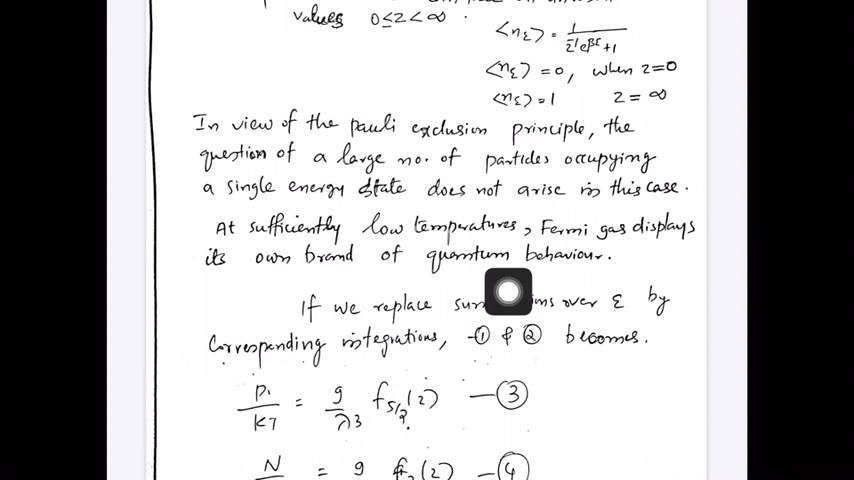 values 0≤z<∞ .
<nε> = 1/(z⁻¹e^βε +1)
<nε> = 0, when z=0
<nε> = 1 z = ∞
In view of the pauli exclusion principle, the
question of a large no. of particles occupying
a single energy state does not arise in this case.
At sufficiently low temperatures, Fermi gas displays
its own brand of quantum behaviour.
If we replace ε by
corresponding integrations, ① & ② becomes.
P/KT = g/λ3 f5/2(z) —③
N = g f (z) —④